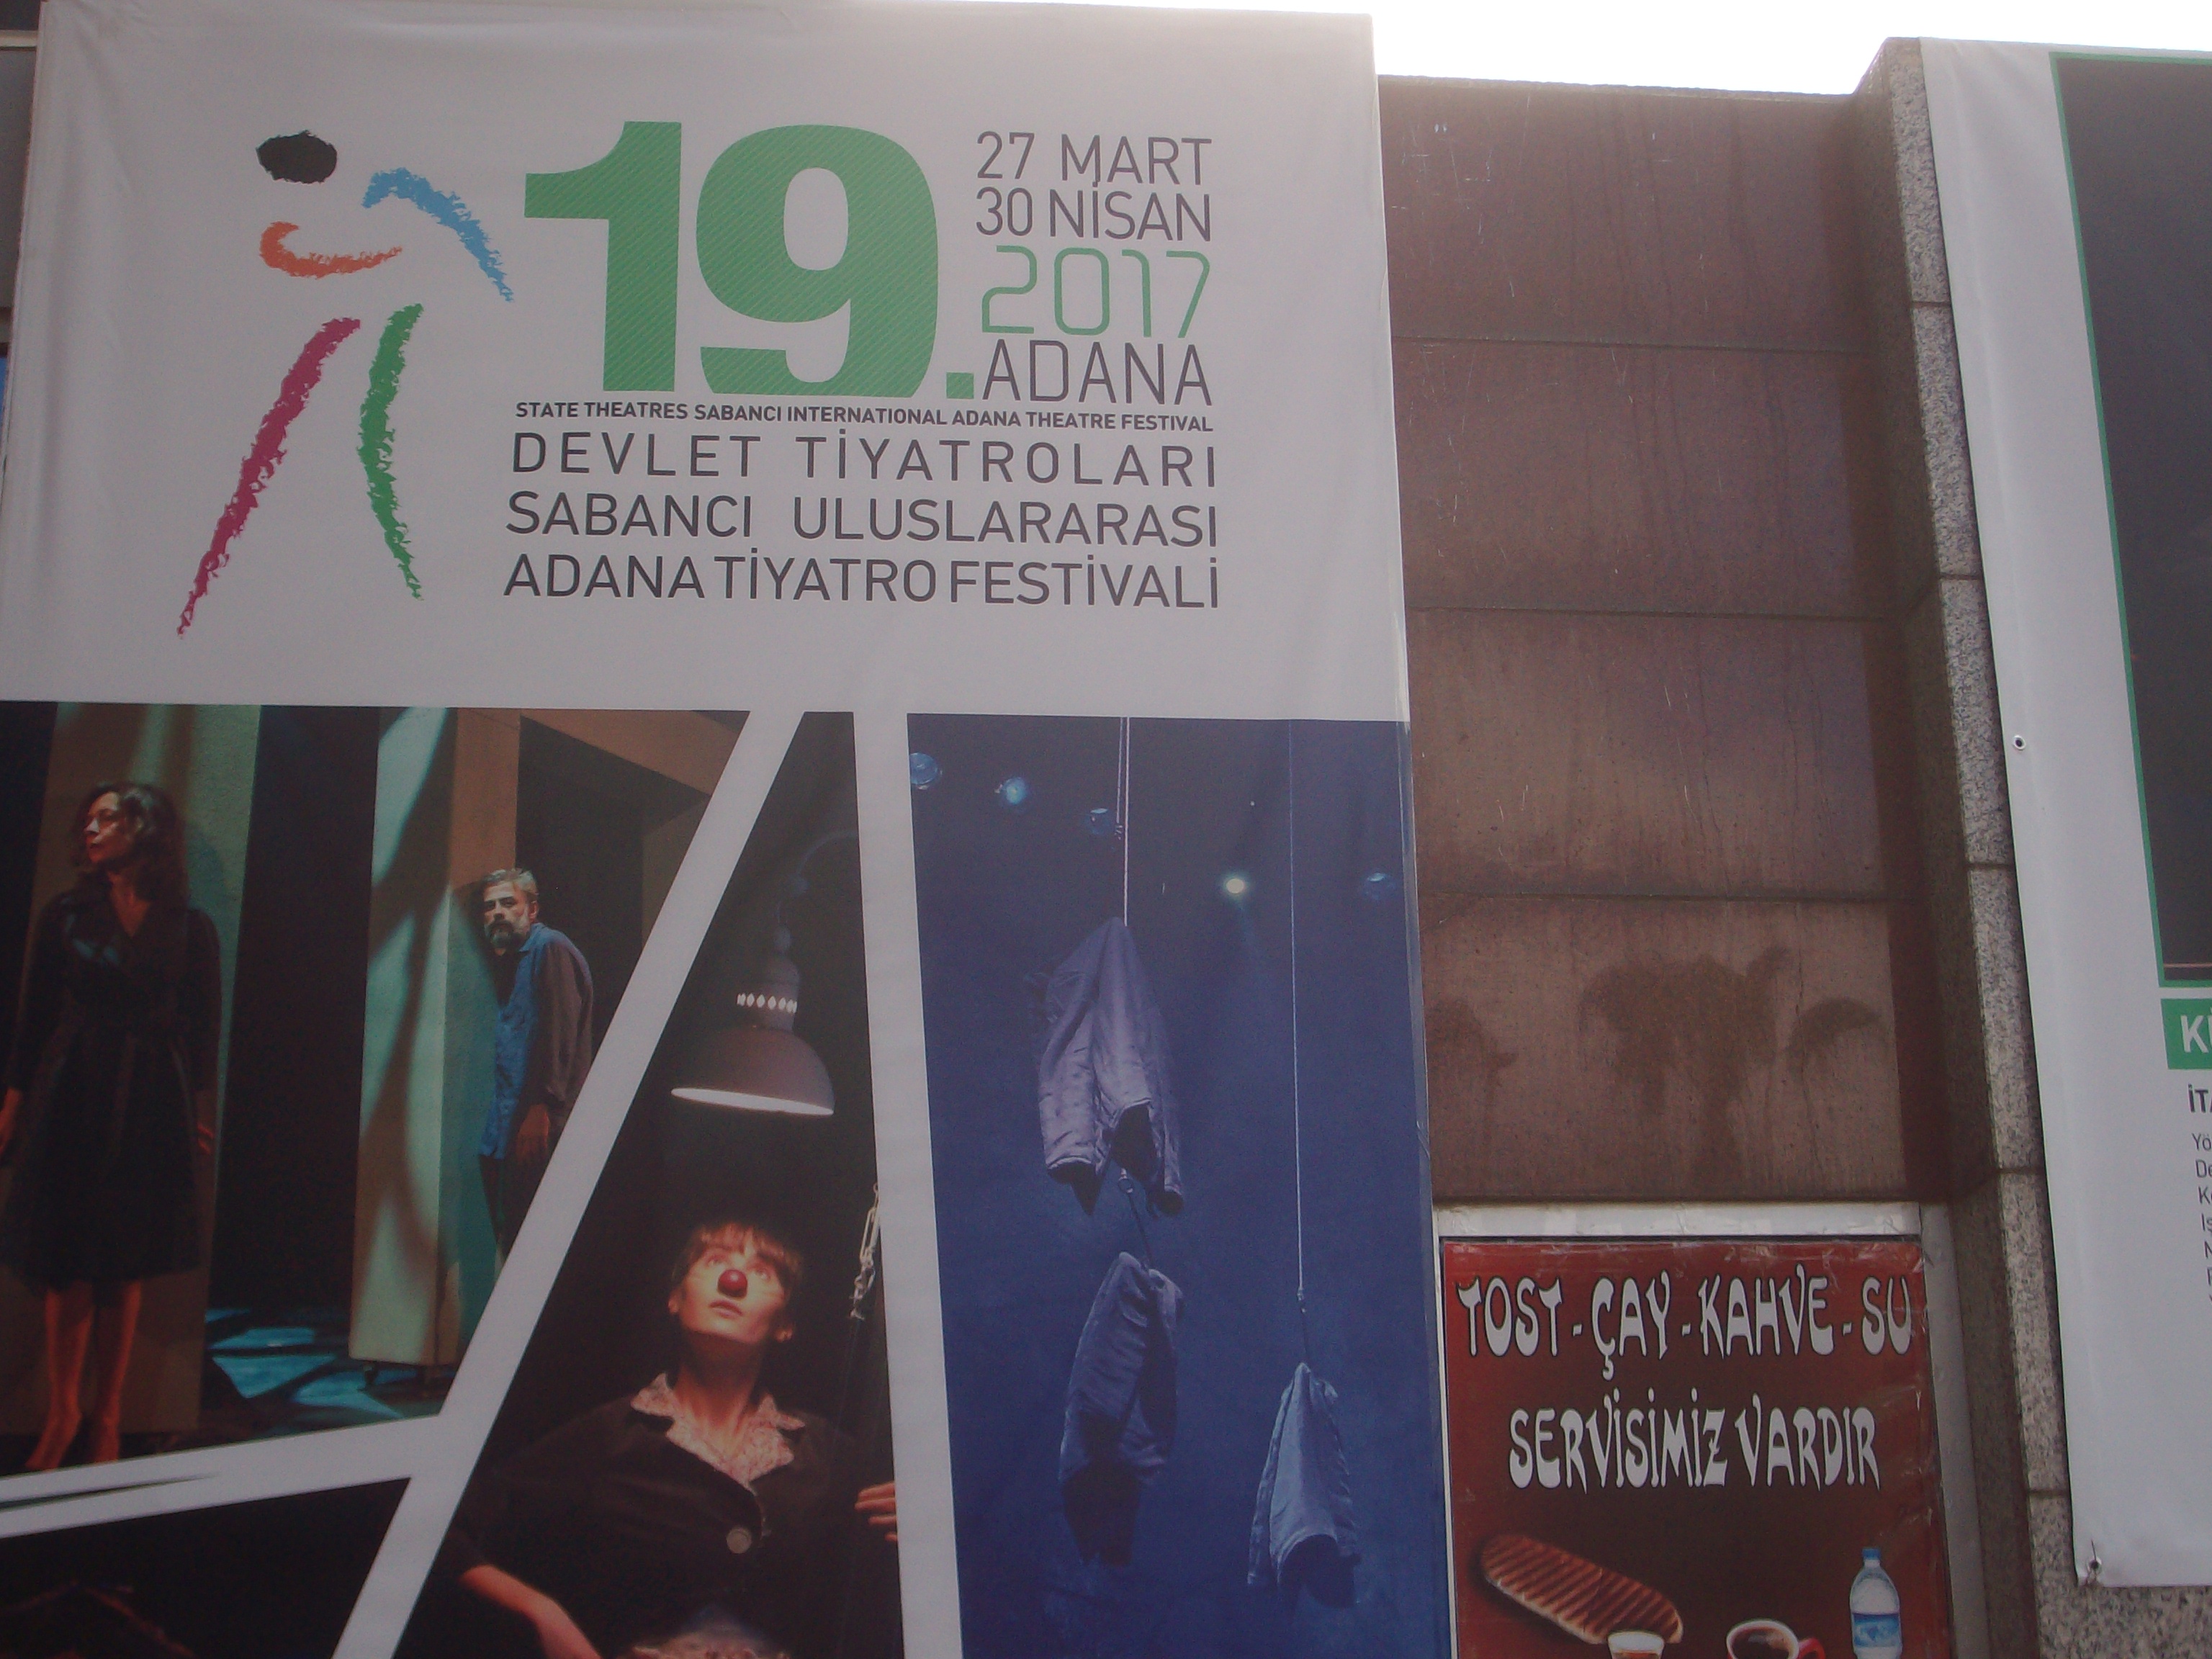 19.
27 MART
30 NİSAN
2017
ADANA
STATE THEATRES SABANCI INTERNATIONAL ADANA THEATRE FESTIVAL
DEVLET TİYATROLARI
SABANCI ULUSLARARASI
ADANA TİYATRO FESTİVALİ
TOST - ÇAY - KAHVE - SU
SERVİSİMİZ VARDIR